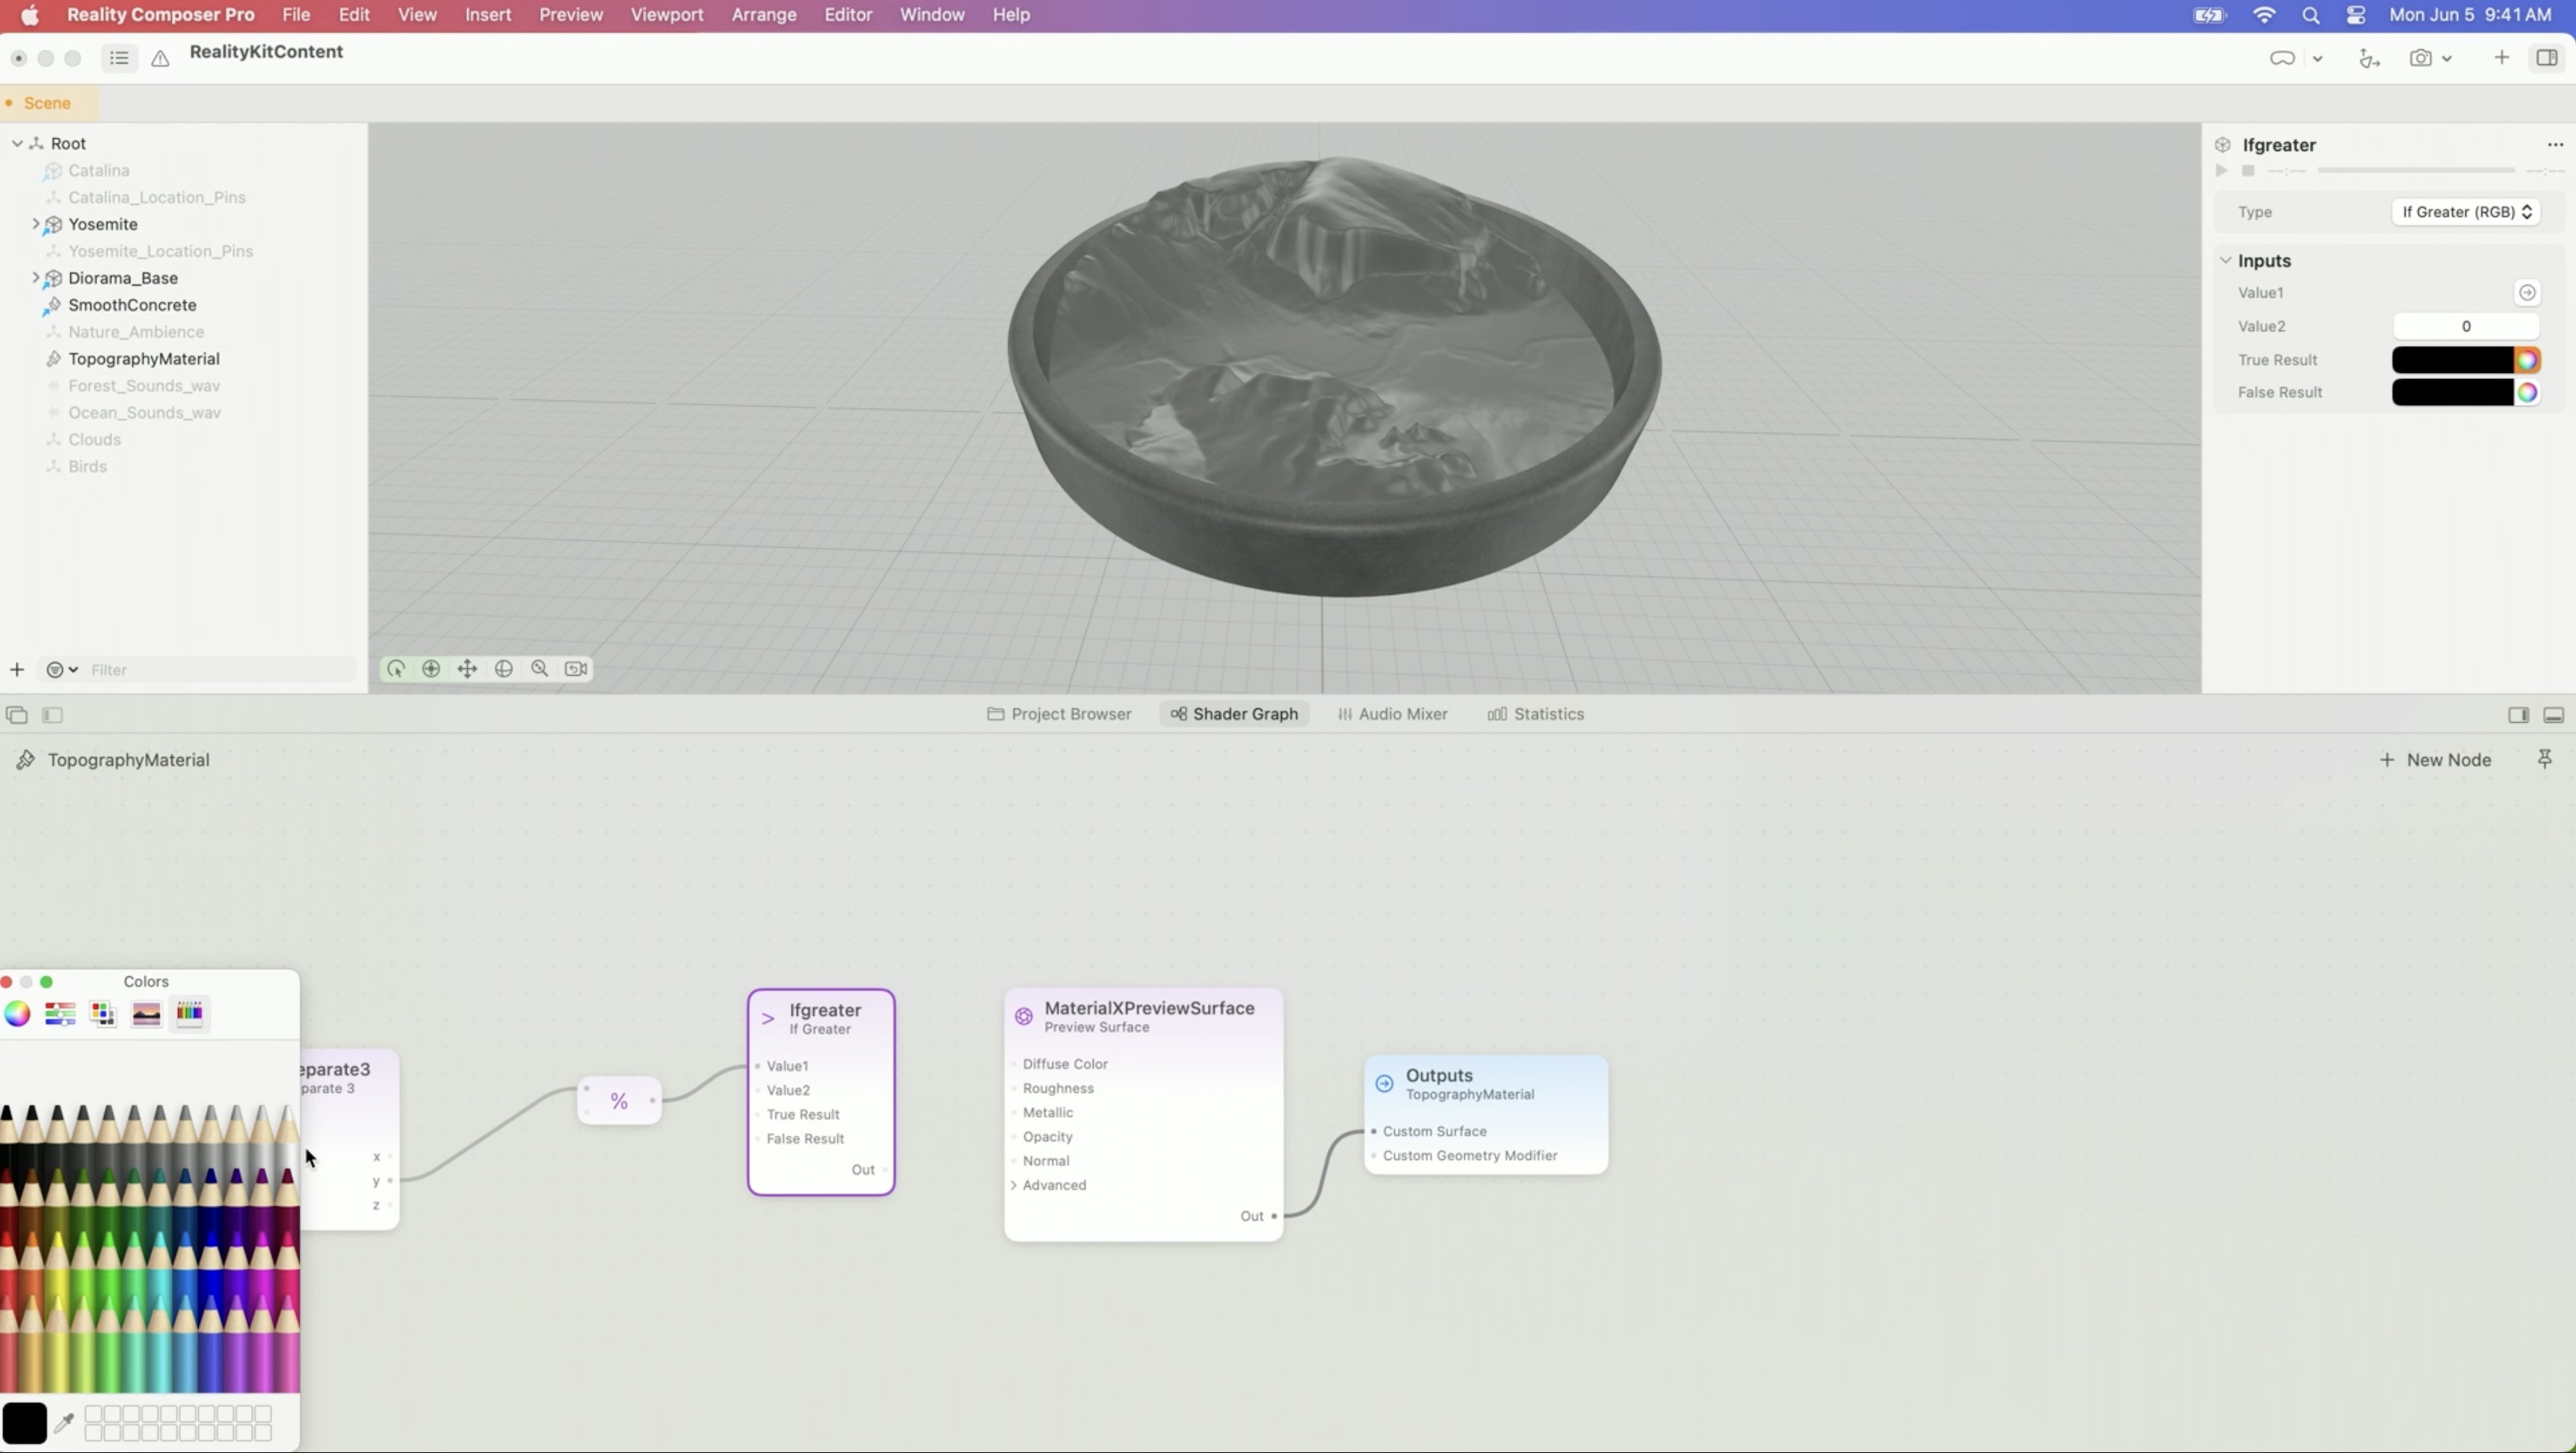 Reality Composer Pro File Edit View Insert Preview Viewport Arrange Editor Window Help Mon Jun 5 9:41 AM
RealityKitContent
Scene
Root
Catalina
Catalina_Location_Pins
Yosemite
Yosemite_Location_Pins
Diorama_Base
SmoothConcrete
Nature_Ambience
TopographyMaterial
Forest_Sounds_wav
Ocean_Sounds_wav
Clouds
Birds
Filter
Ifgreater
--:--
--:--
Type If Greater (RGB)
Inputs
Value1
Value2 0
True Result
False Result
Project Browser Shader Graph Audio Mixer Statistics
TopographyMaterial
+ New Node
Colors
eparate3
parate 3
x
y
z
%
Ifgreater
If Greater
Value1
Value2
True Result
False Result
Out
MaterialXPreviewSurface
Preview Surface
Diffuse Color
Roughness
Metallic
Opacity
Normal
Advanced
Out
Outputs
TopographyMaterial
Custom Surface
Custom Geometry Modifier